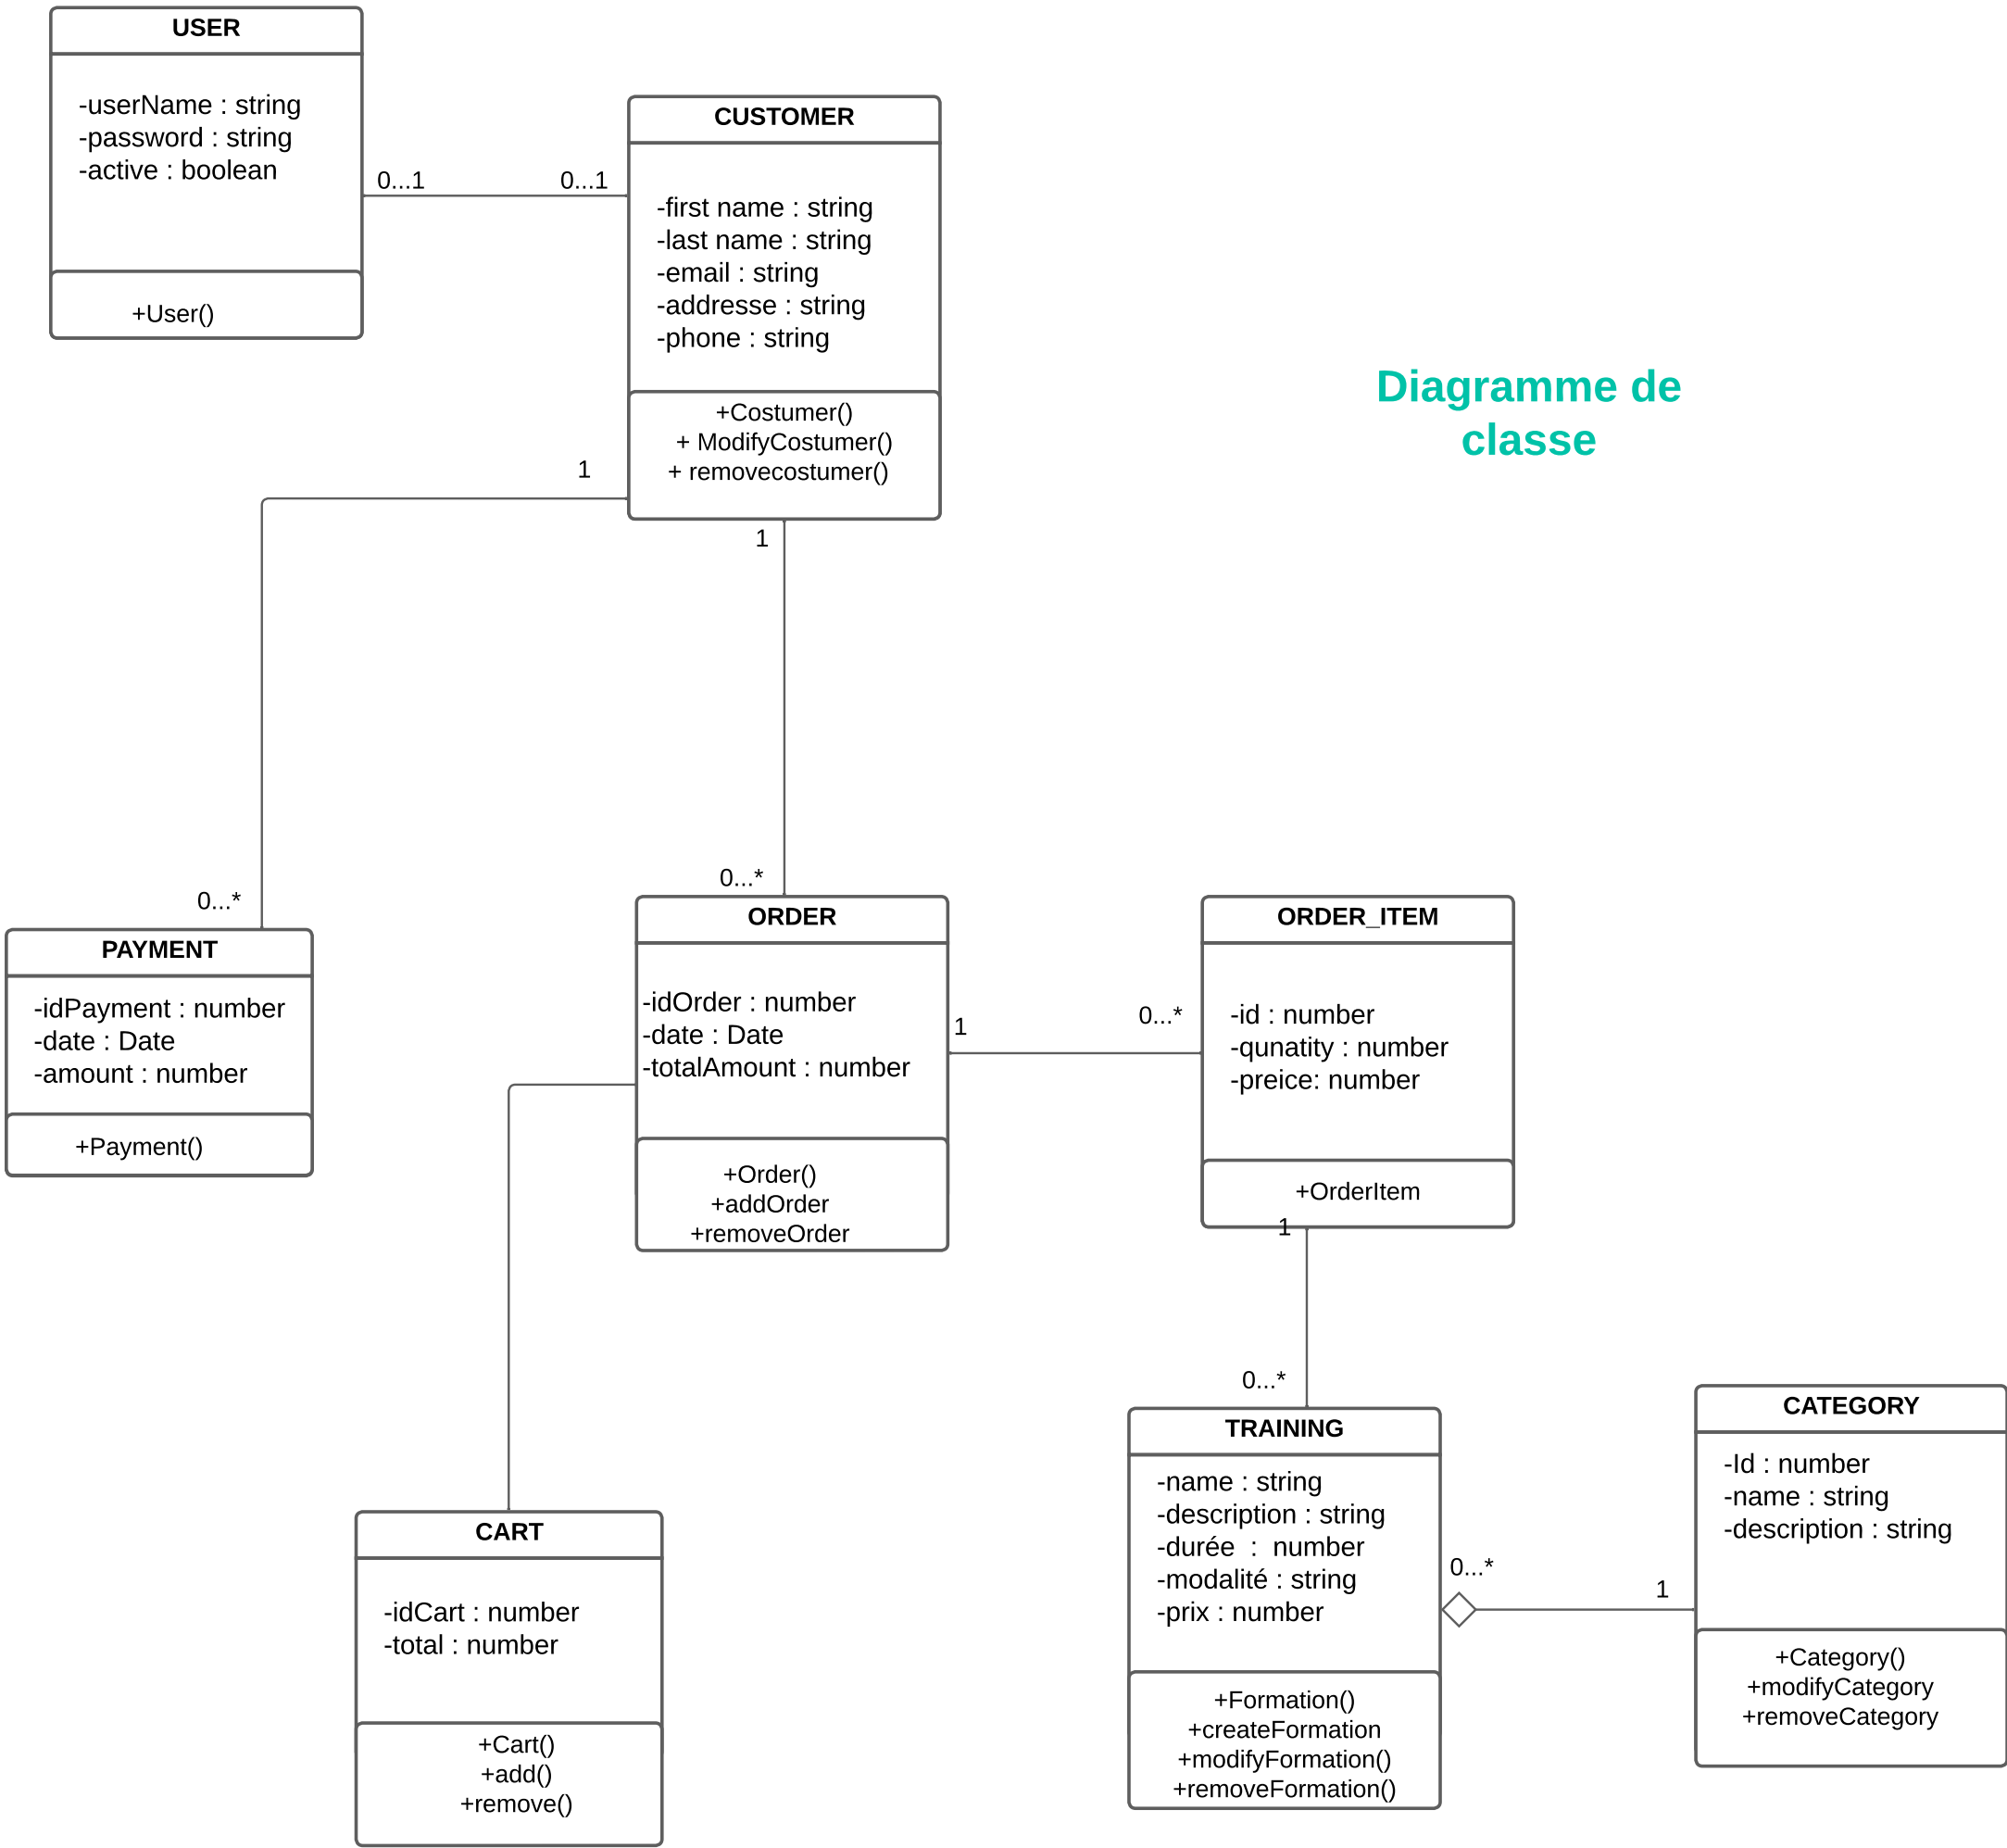 USER
-userName : string
-password : string
-active : boolean
+User()
0...1
0...1
CUSTOMER
-first name : string
-last name : string
-email : string
-addresse : string
-phone : string
+Costumer()
+ ModifyCostumer()
+ removecostumer()
Diagramme de
classe
1
1
0...*
0...*
PAYMENT
-idPayment : number
-date : Date
-amount : number
+Payment()
ORDER
-idOrder : number
-date : Date
-totalAmount : number
+Order()
+addOrder
+removeOrder
1
0...*
ORDER_ITEM
-id : number
-qunatity : number
-preice: number
+OrderItem
1
0...*
CART
-idCart : number
-total : number
+Cart()
+add()
+remove()
TRAINING
-name : string
-description : string
-durée  :  number
-modalité : string
-prix : number
+Formation()
+createFormation
+modifyFormation()
+removeFormation()
0...*
1
CATEGORY
-Id : number
-name : string
-description : string
+Category()
+modifyCategory
+removeCategory